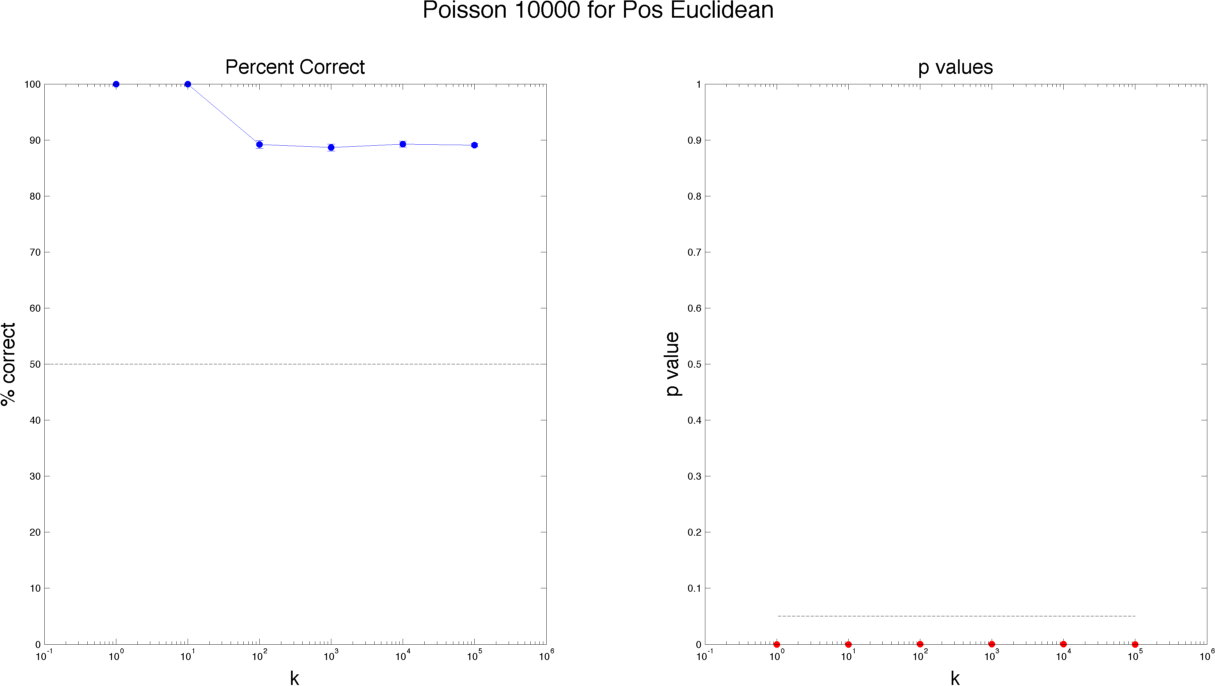 Poisson 10000 for Pos Euclidean
Percent Correct
100
90
80
70
60
50
40
30
20
10
0
% correct
10^-1 10^0 10^1 10^2 10^3 10^4 10^5 10^6
k
p values
1
0.9
0.8
0.7
0.6
0.5
0.4
0.3
0.2
0.1
0
p value
10^-1 10^0 10^1 10^2 10^3 10^4 10^5 10^6
k